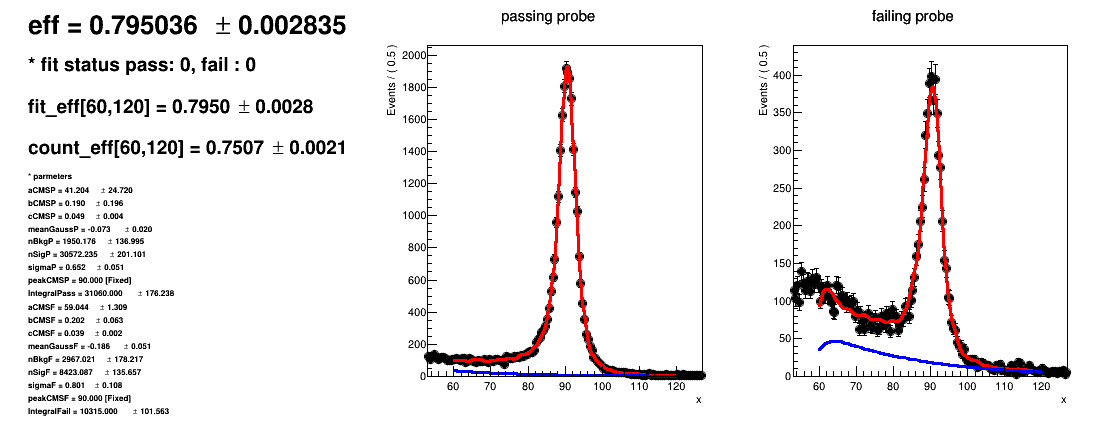 eff = 0.795036 ± 0.002835
* fit status pass: 0, fail : 0
fit_eff[60,120] = 0.7950 ± 0.0028
count_eff[60,120] = 0.7507 ± 0.0021
* parmeters
aCMSP = 41.204 ± 24.720
bCMSP = 0.190 ± 0.196
cCMSP = 0.049 ± 0.004
meanGaussP = -0.073 ± 0.020
nBkgP = 1950.176 ± 136.995
nSigP = 30572.235 ± 201.101
sigmaP = 0.652 ± 0.051
peakCMSP = 90.000 [Fixed]
IntegralPass = 31060.000 ± 176.238
aCMSF = 59.044 ± 1.309
bCMSF = 0.202 ± 0.063
cCMSF = 0.039 ± 0.002
meanGaussF = -0.186 ± 0.051
nBkgF = 2967.021 ± 178.217
nSigF = 8423.087 ± 135.657
sigmaF = 0.801 ± 0.108
peakCMSF = 90.000 [Fixed]
IntegralFail = 10315.000 ± 101.563
passing probe
Events / ( 0.5 )
2000
1800
1600
1400
1200
1000
800
600
400
200
0
60 70 80 90 100 110 120
x
failing probe
Events / ( 0.5 )
400
350
300
250
200
150
100
50
0
60 70 80 90 100 110 120
x